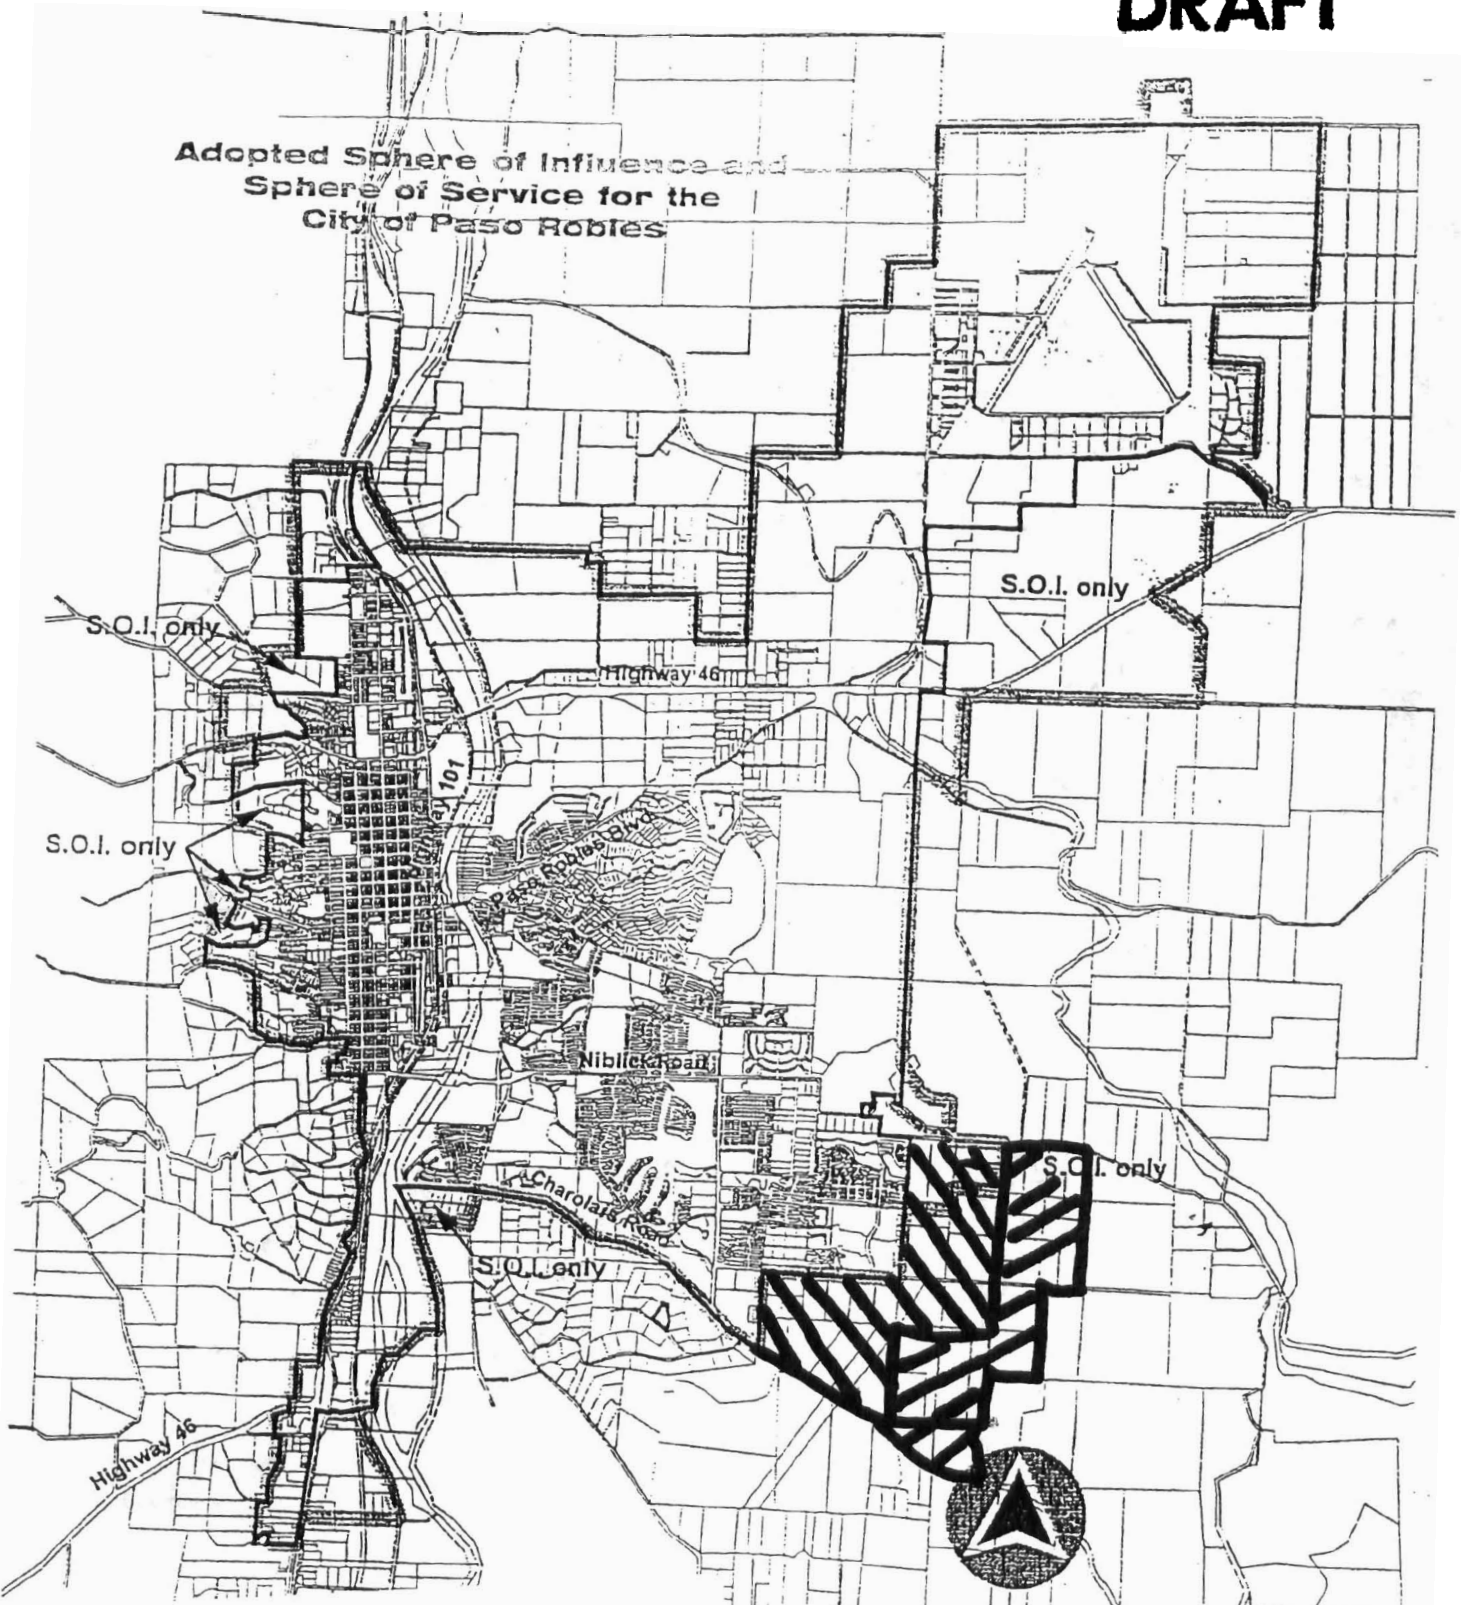 DRAFT
Adopted Sphere of Influence and
Sphere of Service for the
City of Paso Robles
S.O.I. only
S.O.I. only
Highway 46
Highway 101
S.O.I. only
Paso Robles Blvd
Niblick Road
S.O.I. only
Charolais Road
S.O.I. only
Highway 46